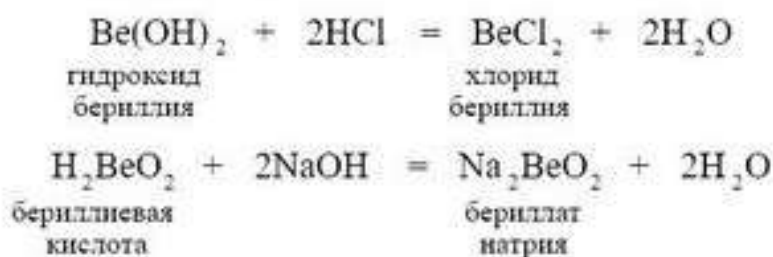 Be(OH)₂ + 2HCl = BeCl₂ + 2H₂O
гидроксид хлорид
бериллия бериллия
H₂BeO₂ + 2NaOH = Na₂BeO₂ + 2H₂O
бериллиевая бериллат
кислота натрия